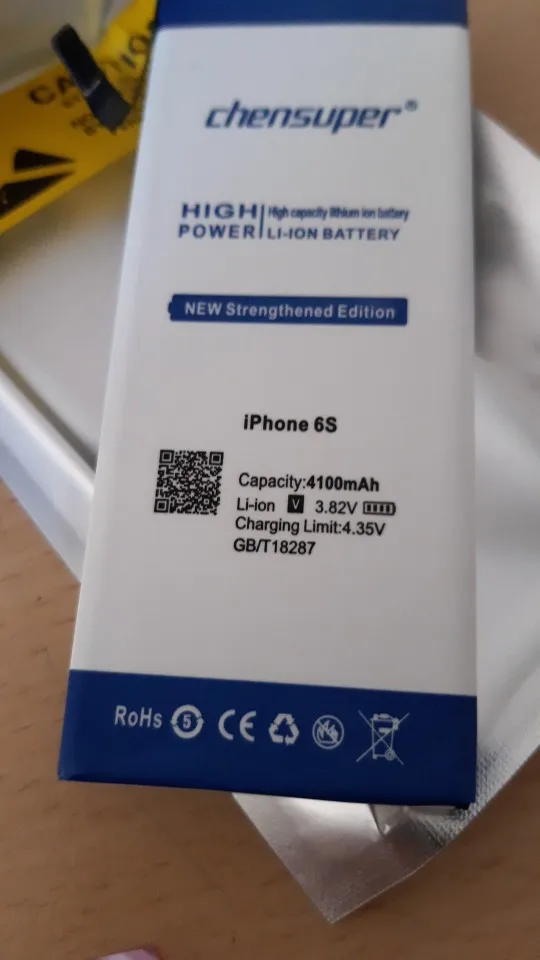 chensuper®
HIGH POWER
High capacity lithium ion battery
LI-ION BATTERY
NEW Strengthened Edition
iPhone 6S
Capacity:4100mAh
Li-ion V 3.82V
Charging Limit:4.35V
GB/T18287
RoHs 5 CE